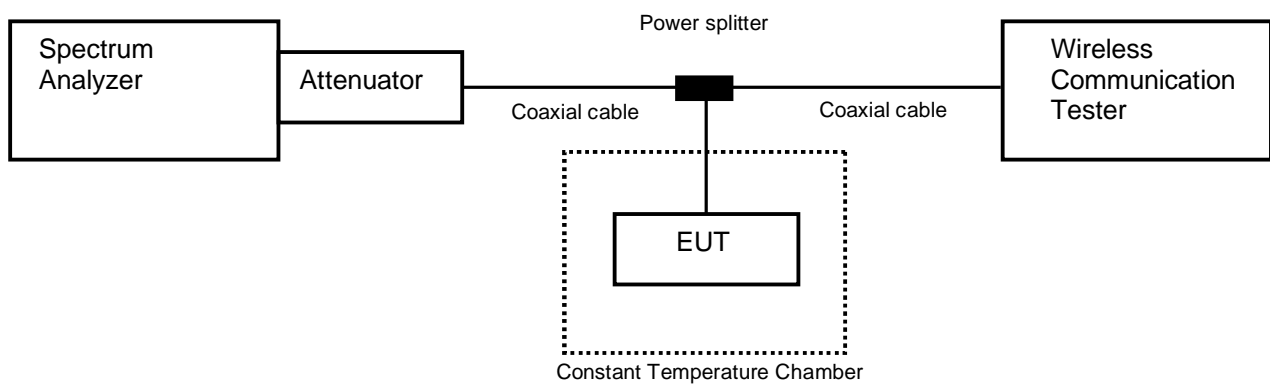 Power splitter
Spectrum
Analyzer
Attenuator
Wireless
Communication
Tester
Coaxial cable
Coaxial cable
EUT
Constant Temperature Chamber